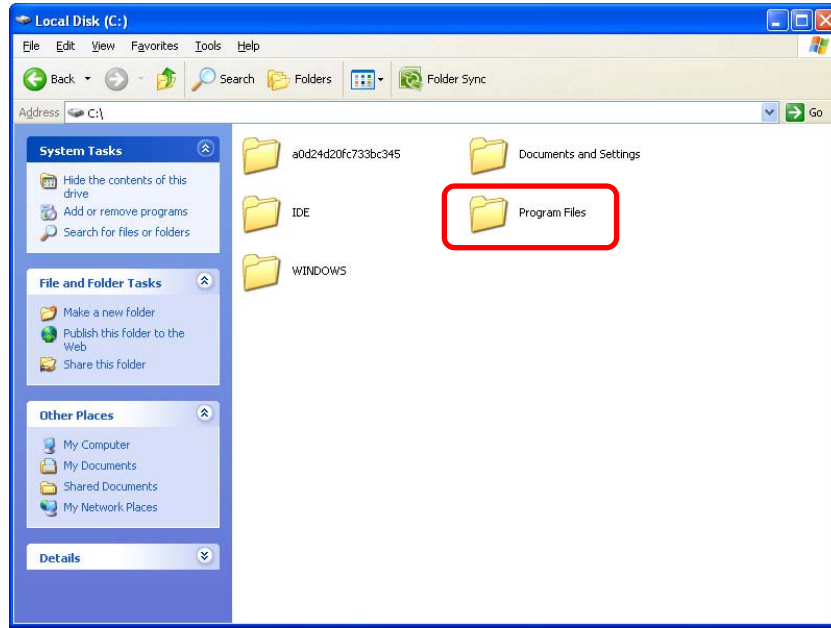 Local Disk (C:)
File Edit View Favorites Tools Help
Back Search Folders Folder Sync
Address C:\ Go
System Tasks
Hide the contents of this
drive
Add or remove programs
Search for files or folders
File and Folder Tasks
Make a new folder
Publish this folder to the
Web
Share this folder
Other Places
My Computer
My Documents
Shared Documents
My Network Places
Details
a0d24d20fc733bc345 Documents and Settings
IDE Program Files
WINDOWS